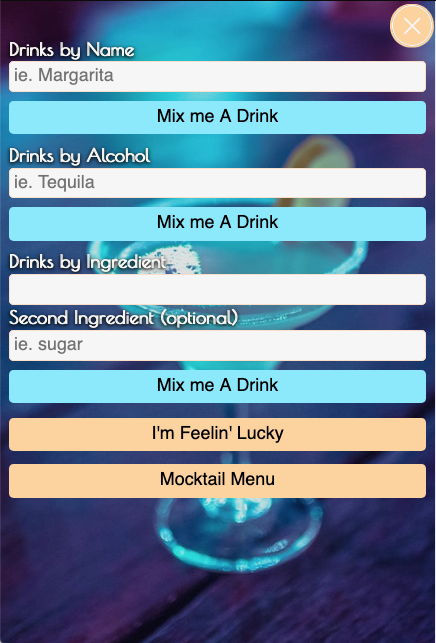 Drinks by Name
ie. Margarita
Mix me A Drink
Drinks by Alcohol
ie. Tequila
Mix me A Drink
Drinks by Ingredient
Second Ingredient (optional)
ie. sugar
Mix me A Drink
I'm Feelin' Lucky
Mocktail Menu